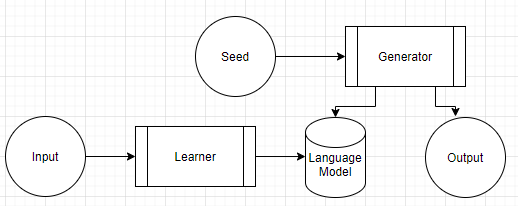 Seed
Generator
Input
Learner
Language
Model
Output